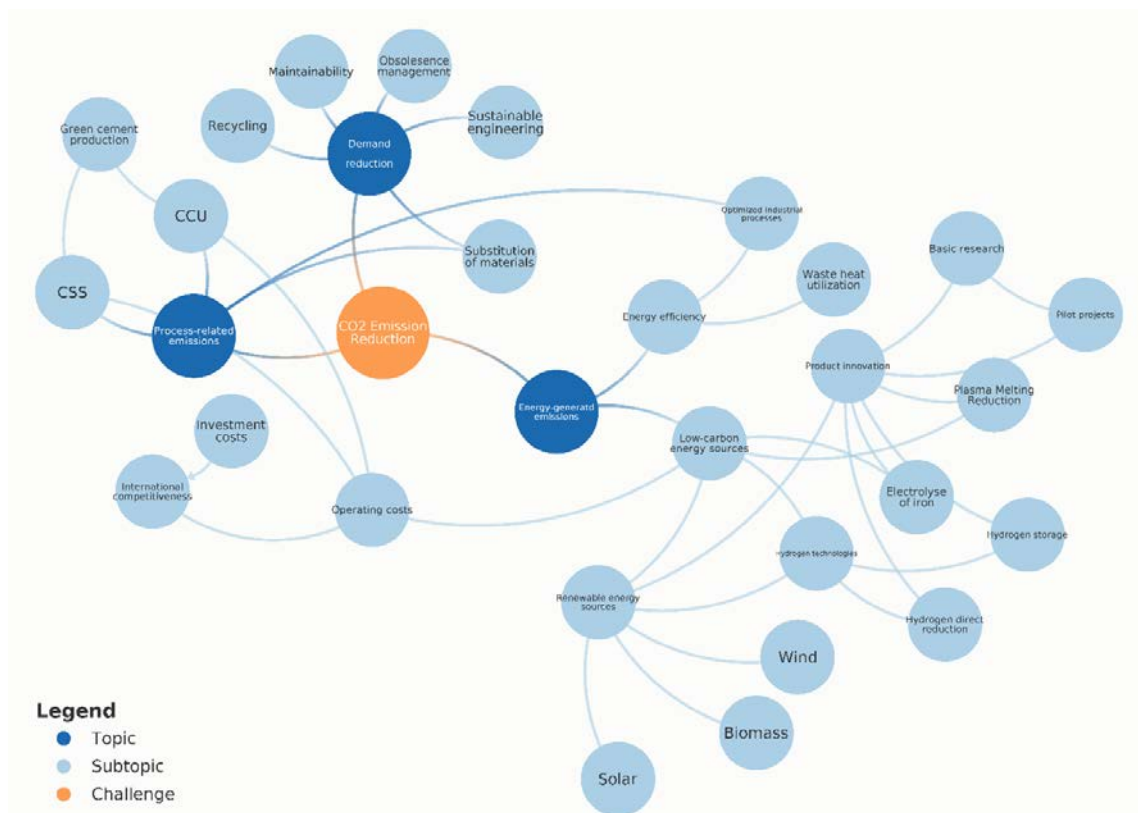 Obsolesence
management
Maintainability
Sustainable
engineering
Recycling
Green cement
production
Demand
reduction
CCU
Optimized industrial
processes
Basic research
Substitution
of materials
Waste heat
utilization
CSS
Process-related
emissions
CO2 Emission
Reduction
Energy efficiency
Pilot projects
Product innovation
Plasma Melting
Reduction
Energy-generatd
emissions
Investment
costs
Low-carbon
energy sources
International
competitiveness
Operating costs
Electrolyse
of iron
Hydrogen storage
Hydrogen technologies
Renewable energy
sources
Hydrogen direct
reduction
Wind
Biomass
Solar
Legend
Topic
Subtopic
Challenge